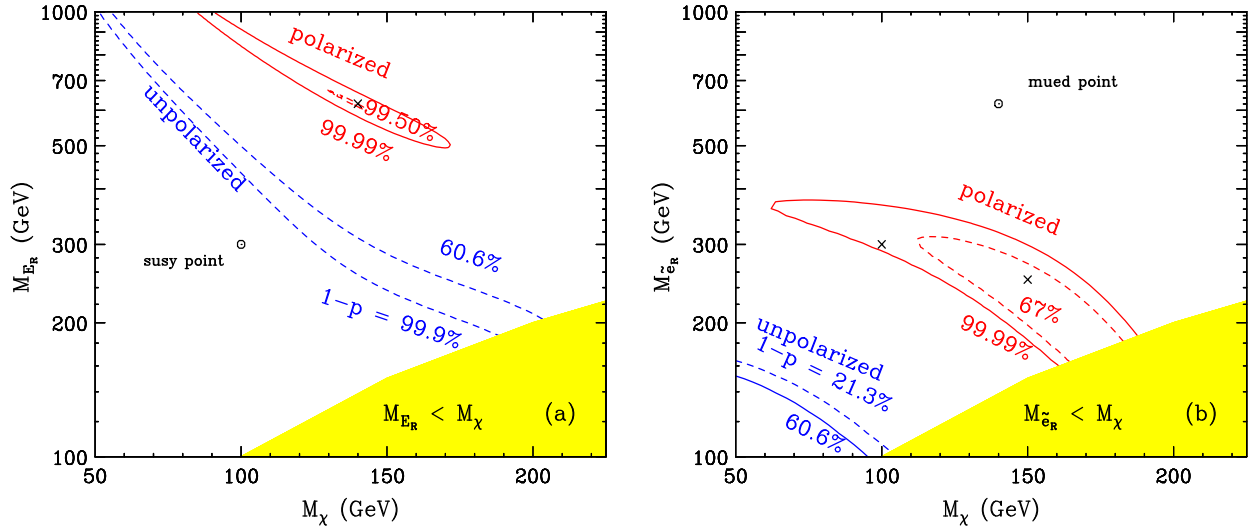 1000
700
500
300
200
100
M_{E_R} (GeV)
polarized
99.50%
99.99%
unpolarized
susy point
60.6%
1−p = 99.9%
M_{E_R} < M_χ (a)
50 100 150 200
M_χ (GeV)
1000
700
500
300
200
100
M_{ẽ_R} (GeV)
mued point
polarized
67%
99.99%
unpolarized
1−p = 21.3%
60.6%
M_{ẽ_R} < M_χ (b)
50 100 150 200
M_χ (GeV)